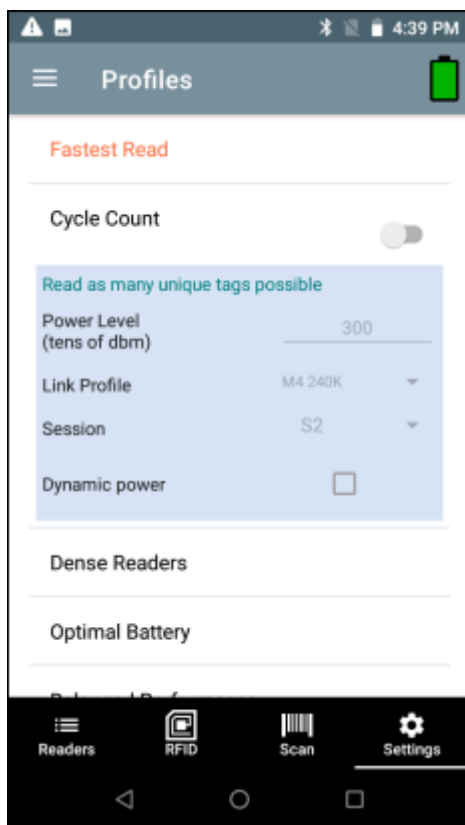 4:39 PM
Profiles
Fastest Read
Cycle Count
Read as many unique tags possible
Power Level
(tens of dbm)
300
Link Profile
M4 240K
Session
S2
Dynamic power
Dense Readers
Optimal Battery
Readers
RFID
Scan
Settings